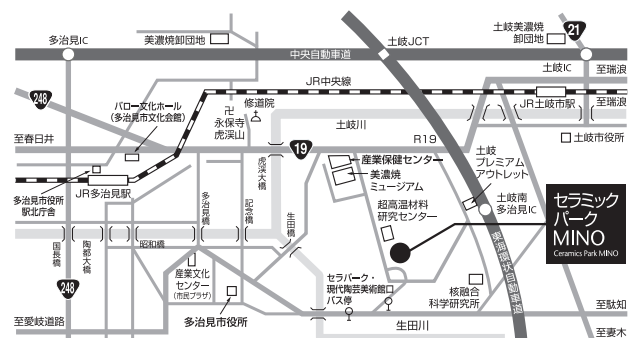 多治見IC
美濃焼卸団地
土岐JCT
土岐美濃焼
卸団地
21
中央自動車道
土岐IC
至瑞浪
JR中央線
248
バロー文化ホール
(多治見市文化会館)
修道院
卍
永保寺
虎渓山
JR土岐市駅
至瑞浪
土岐川
至春日井
19
R19
土岐市役所
多治見市役所
駅北庁舎
JR多治見駅
虎渓大橋
産業保健センター
美濃焼
ミュージアム
土岐
プレミアム
アウトレット
超高温材料
研究センター
土岐南
多治見IC
セラミック
パーク
MINO
Ceramics Park MINO
国長橋
陶都大橋
昭和橋
多治見橋
記念橋
生田橋
東海環状自動車道
産業文化
センター
(市民プラザ)
セラパーク・
現代陶芸美術館口
バス停
核融合
科学研究所
248
多治見市役所
至愛岐道路
生田川
至駄知
至妻木